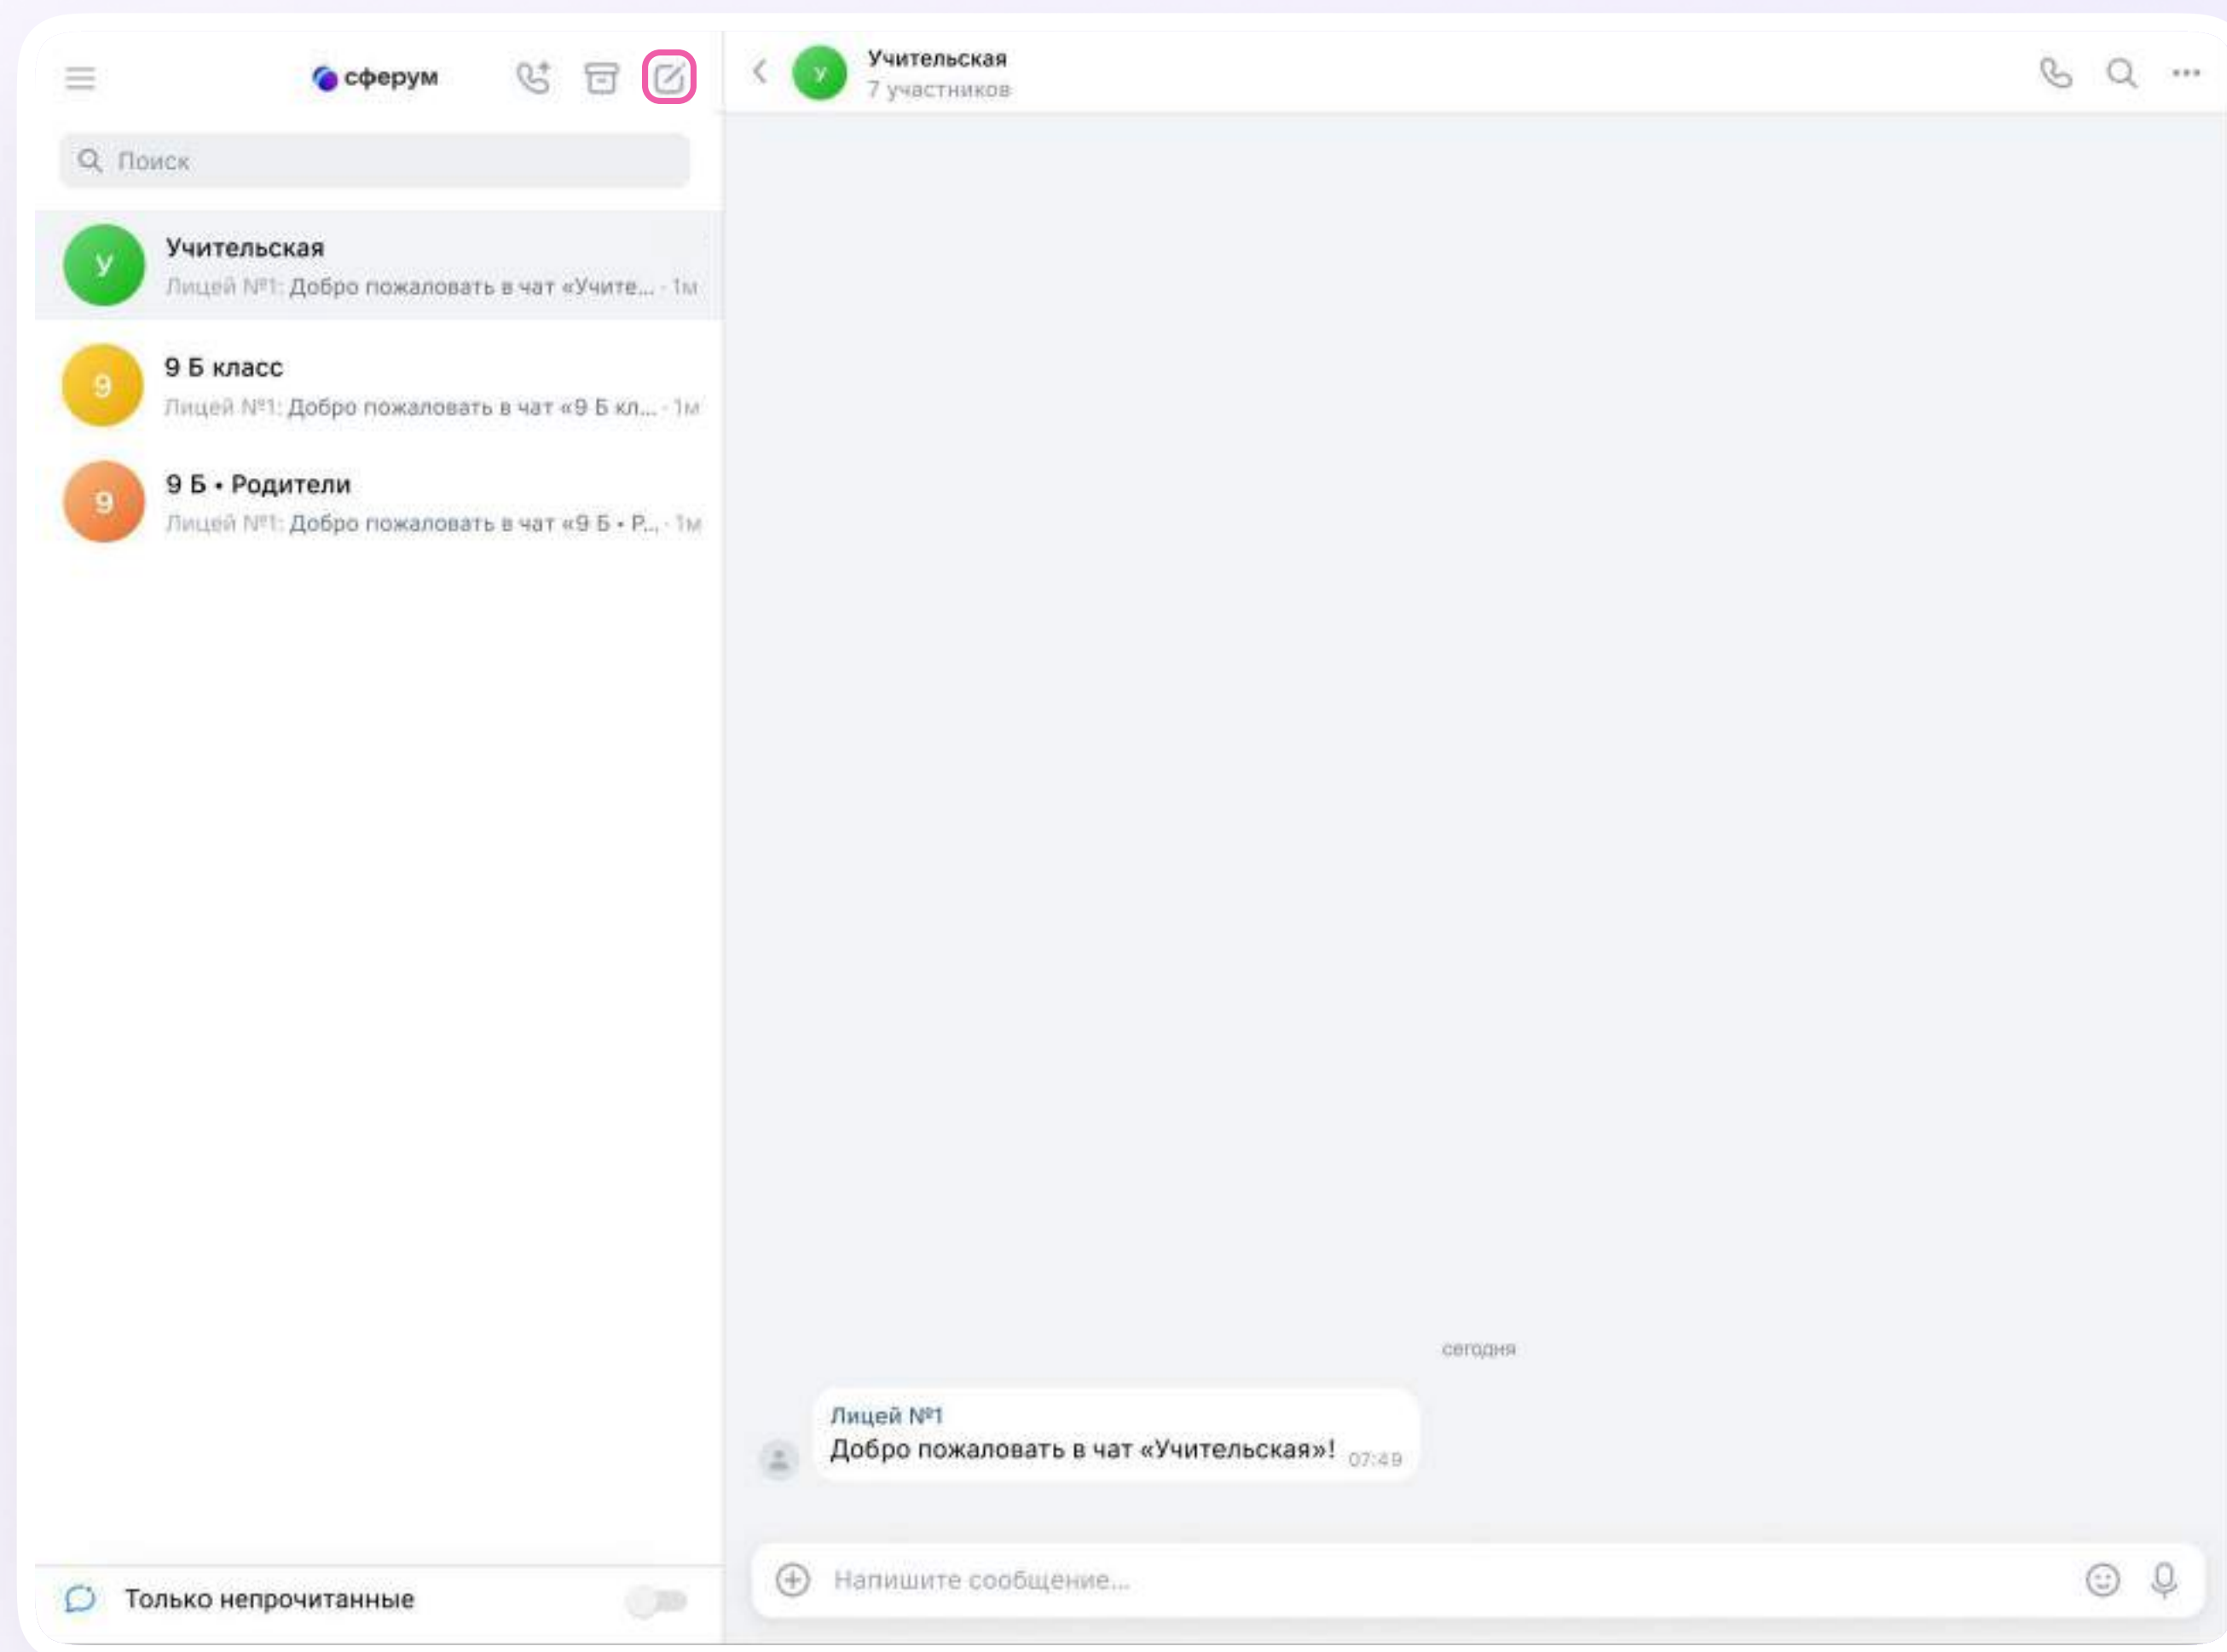 сферум
Поиск
У
Учительская
Лицей №1: Добро пожаловать в чат «Учите... · 1м
9
9 Б класс
Лицей №1: Добро пожаловать в чат «9 Б кл... · 1м
9
9 Б • Родители
Лицей №1: Добро пожаловать в чат «9 Б • Р... · 1м
Только непрочитанные
У
Учительская
7 участников
сегодня
Лицей №1
Добро пожаловать в чат «Учительская»! 07:49
Напишите сообщение...